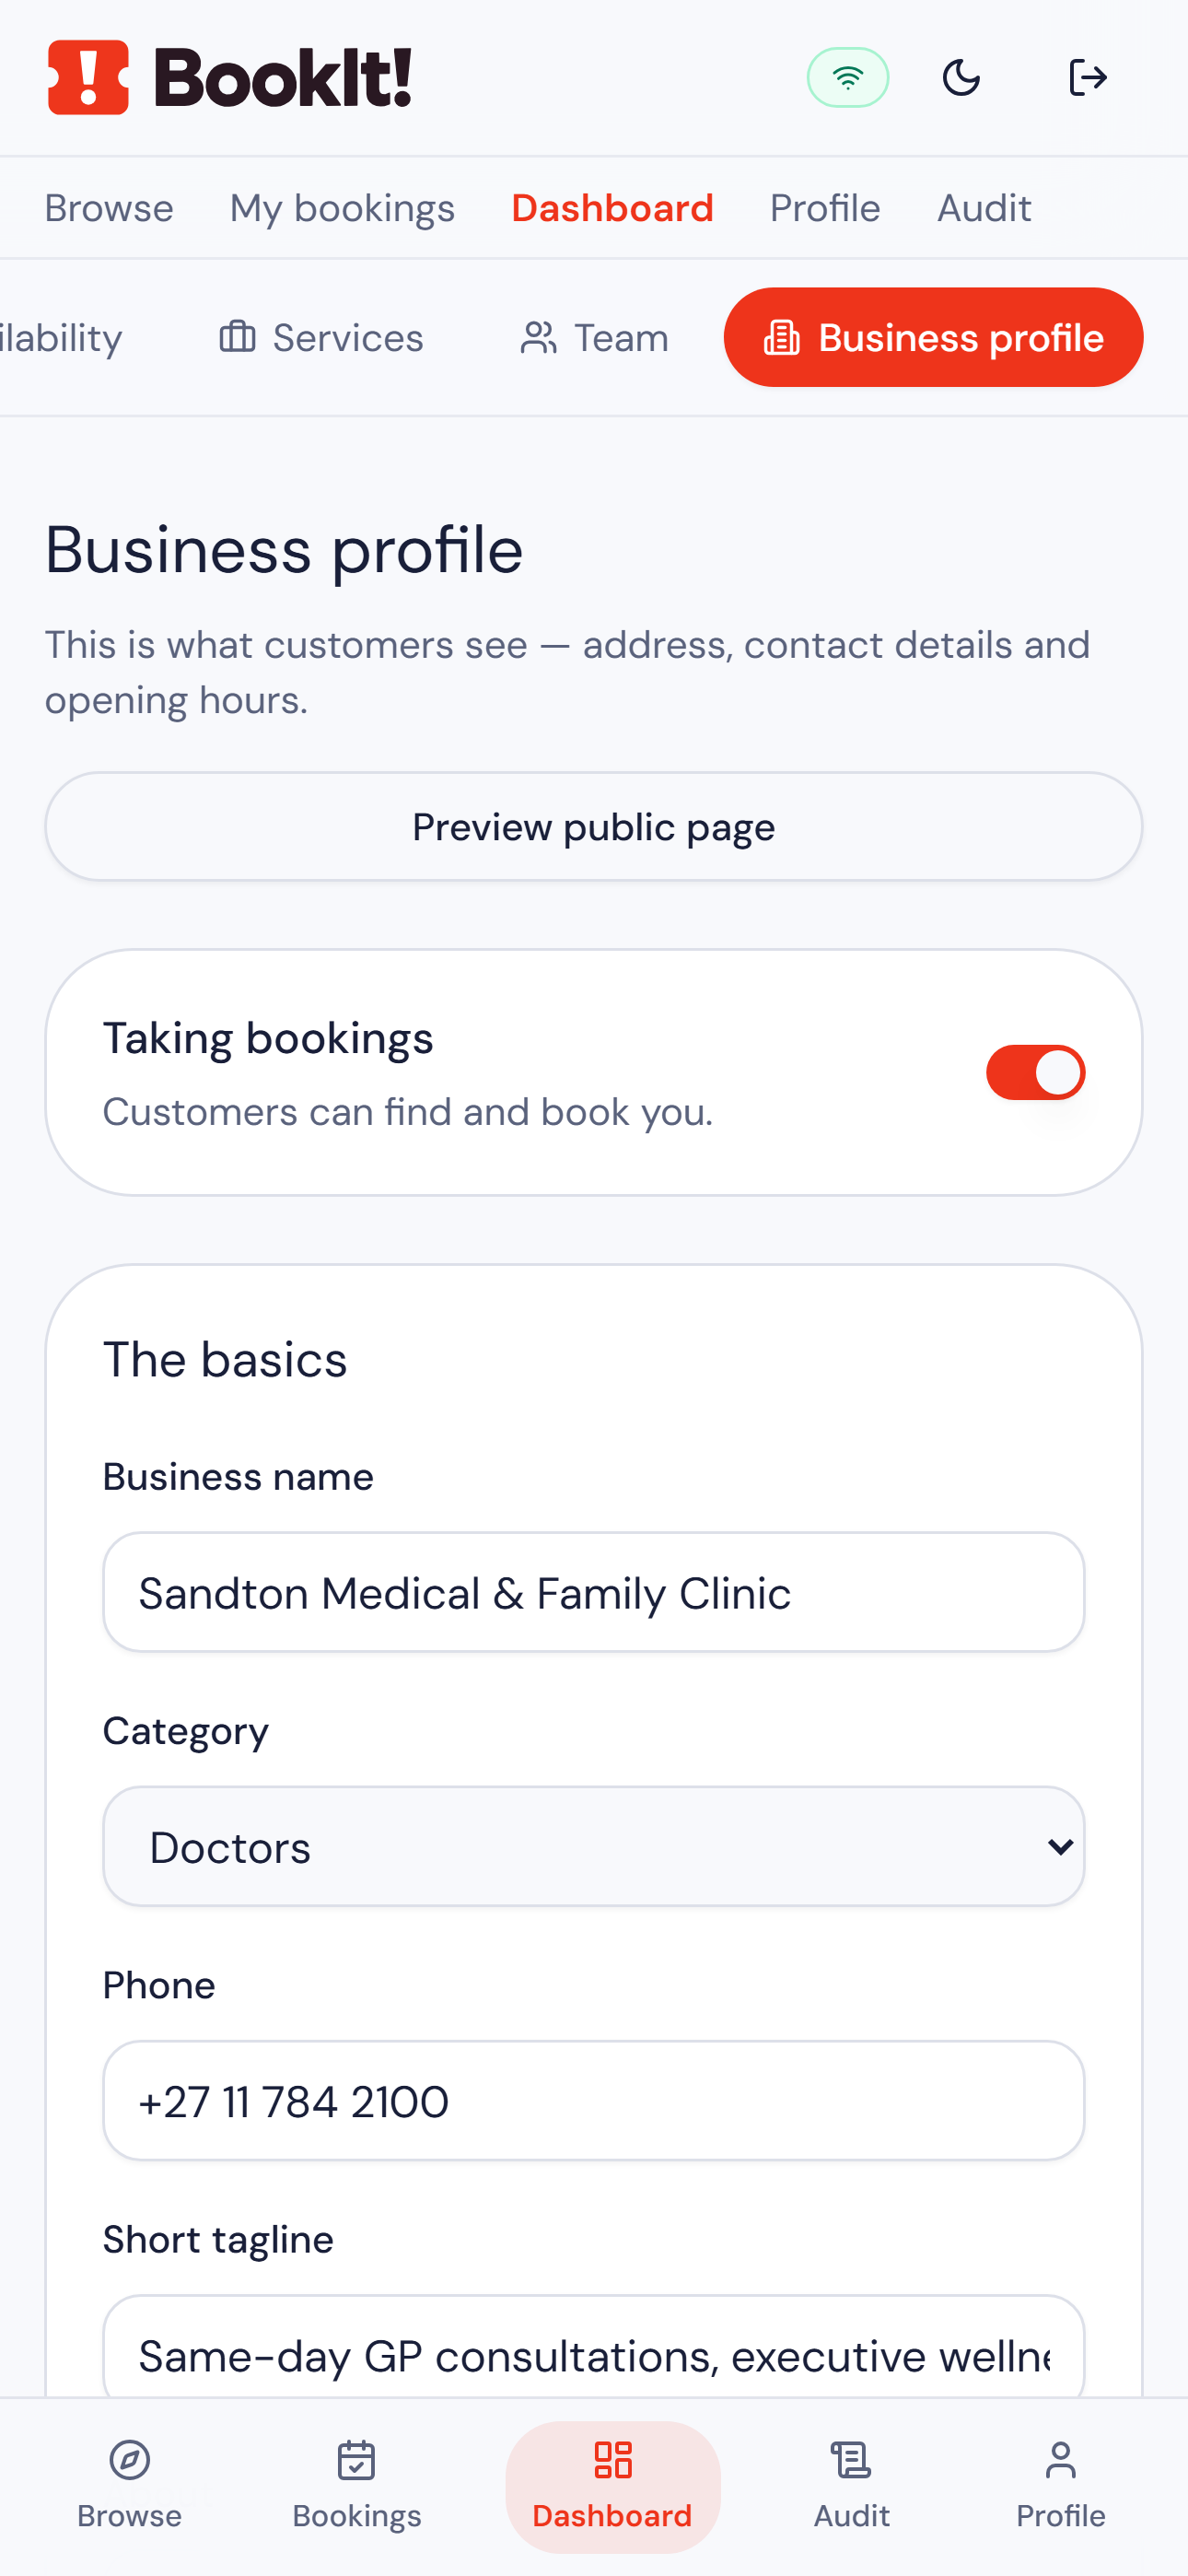 BookIt!
Browse My bookings Dashboard Profile Audit
ilability Services Team Business profile
Business profile
This is what customers see — address, contact details and
opening hours.
Preview public page
Taking bookings
Customers can find and book you.
The basics
Business name
Sandton Medical & Family Clinic
Category
Doctors
Phone
+27 11 784 2100
Short tagline
Same-day GP consultations, executive wellne
Browse Bookings Dashboard Audit Profile